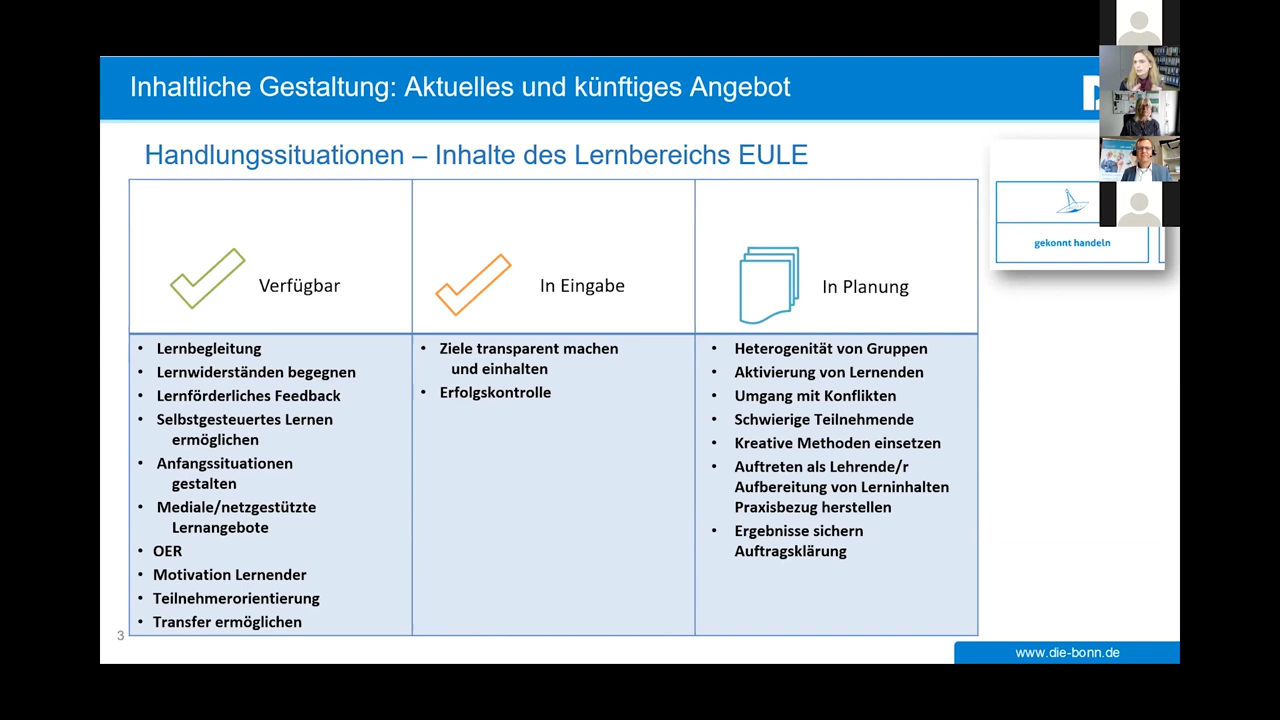 Inhaltliche Gestaltung: Aktuelles und künftiges Angebot
Handlungssituationen – Inhalte des Lernbereichs EULE
gekonnt handeln
Verfügbar
In Eingabe
In Planung
• Lernbegleitung
• Lernwiderständen begegnen
• Lernförderliches Feedback
• Selbstgesteuertes Lernen
ermöglichen
• Anfangssituationen
gestalten
• Mediale/netzgestützte
Lernangebote
• OER
• Motivation Lernender
• Teilnehmerorientierung
• Transfer ermöglichen
• Ziele transparent machen
und einhalten
• Erfolgskontrolle
• Heterogenität von Gruppen
• Aktivierung von Lernenden
• Umgang mit Konflikten
• Schwierige Teilnehmende
• Kreative Methoden einsetzen
• Auftreten als Lehrende/r
Aufbereitung von Lerninhalten
Praxisbezug herstellen
• Ergebnisse sichern
Auftragsklärung
3
www.die-bonn.de